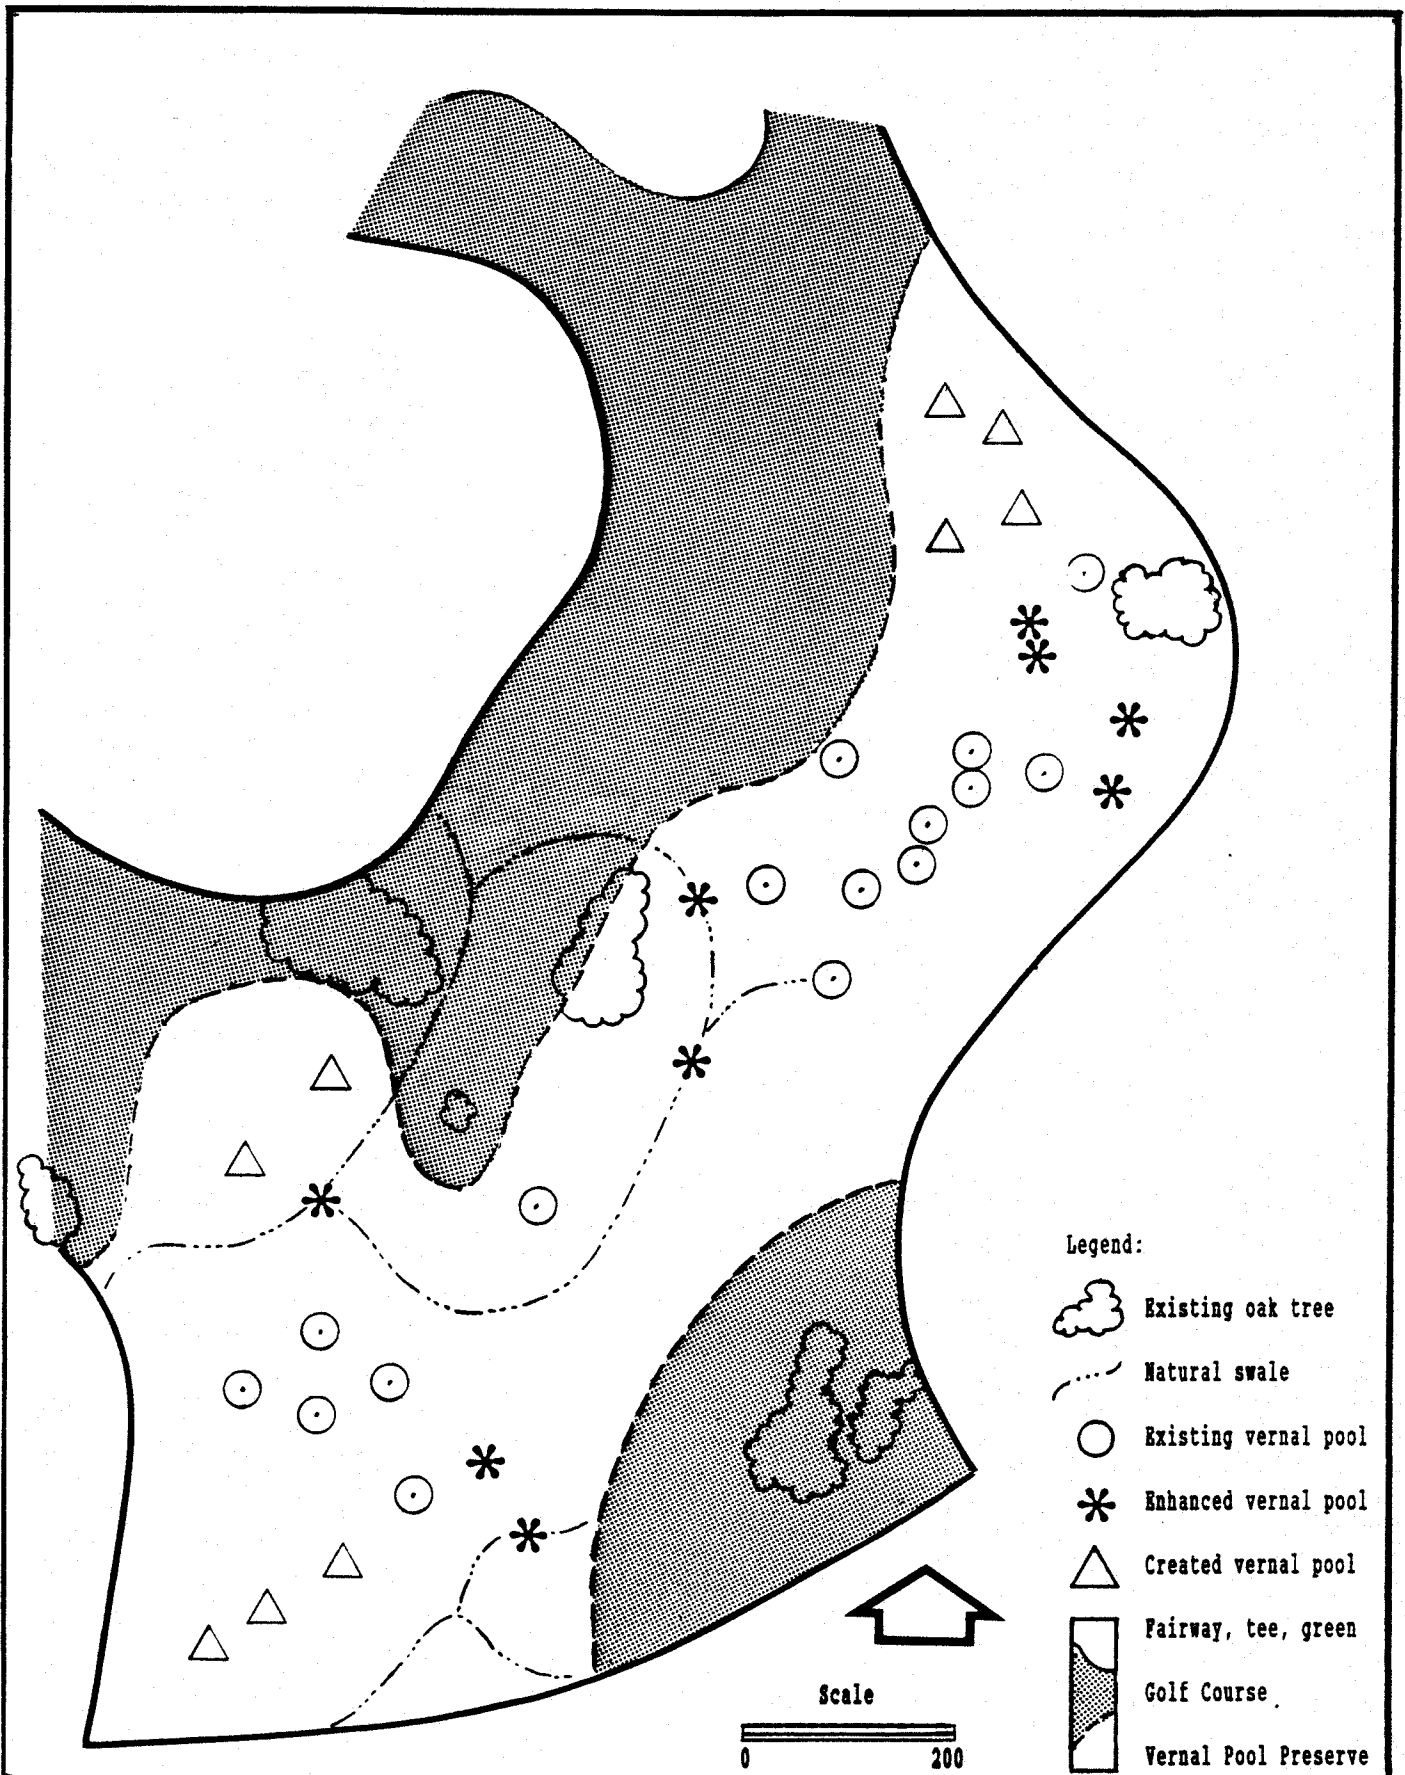 Legend:
Existing oak tree
Natural swale
Existing vernal pool
Enhanced vernal pool
Created vernal pool
Fairway, tee, green
Golf Course
Vernal Pool Preserve
Scale
0 200